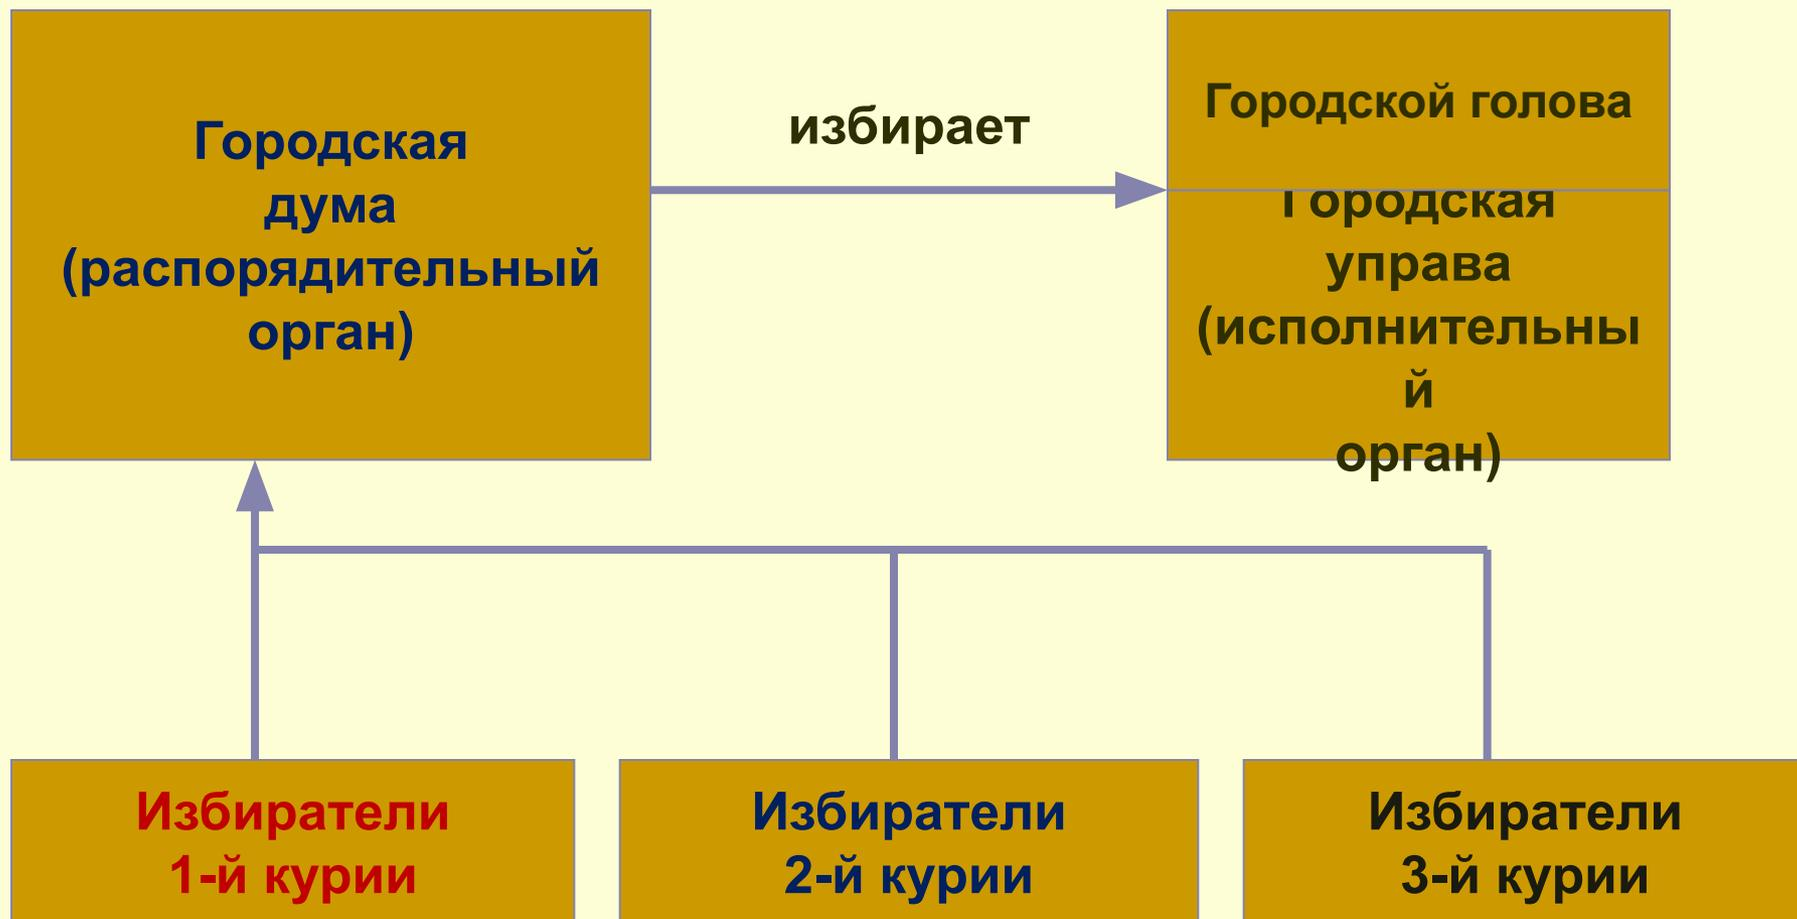 Городская
дума
(распорядительный
орган)
избирает
Городской голова
Городская
управа
(исполнительны
й
орган)
Избиратели
1-й курии
Избиратели
2-й курии
Избиратели
3-й курии